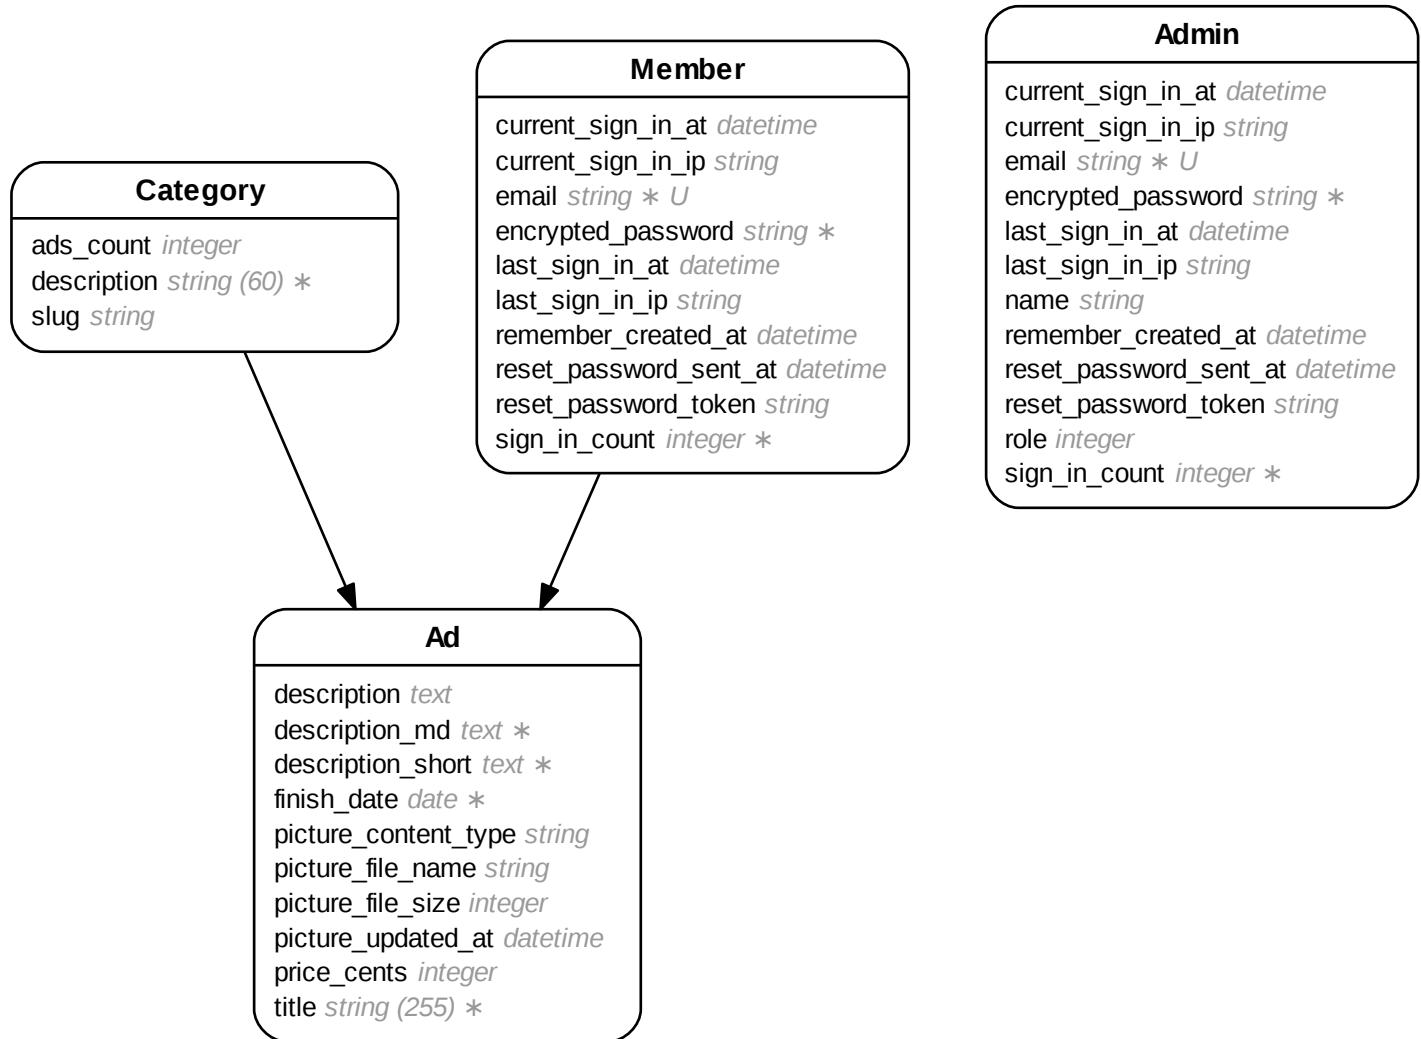 Category
ads_count integer
description string (60) ∗
slug string
Member
current_sign_in_at datetime
current_sign_in_ip string
email string ∗ U
encrypted_password string ∗
last_sign_in_at datetime
last_sign_in_ip string
remember_created_at datetime
reset_password_sent_at datetime
reset_password_token string
sign_in_count integer ∗
Admin
current_sign_in_at datetime
current_sign_in_ip string
email string ∗ U
encrypted_password string ∗
last_sign_in_at datetime
last_sign_in_ip string
name string
remember_created_at datetime
reset_password_sent_at datetime
reset_password_token string
role integer
sign_in_count integer ∗
Ad
description text
description_md text ∗
description_short text ∗
finish_date date ∗
picture_content_type string
picture_file_name string
picture_file_size integer
picture_updated_at datetime
price_cents integer
title string (255) ∗